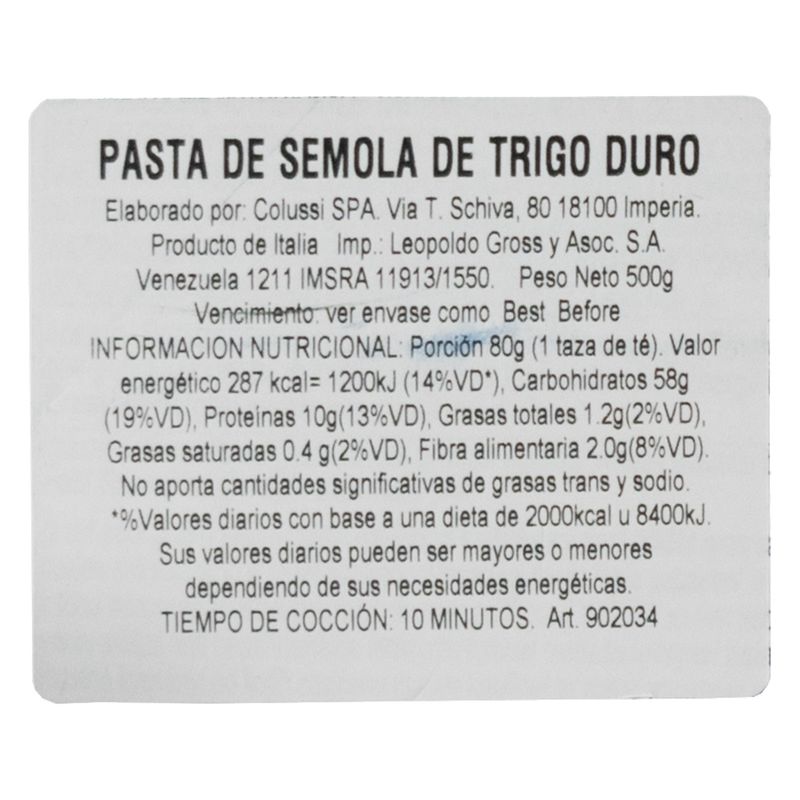 PASTA DE SEMOLA DE TRIGO DURO
Elaborado por: Colussi SPA. Via T. Schiva, 80 18100 Imperia.
Producto de Italia Imp.: Leopoldo Gross y Asoc. S.A.
Venezuela 1211 IMSRA 11913/1550. Peso Neto 500g
Vencimiento: ver envase como Best Before
INFORMACION NUTRICIONAL: Porción 80g (1 taza de té). Valor
energético 287 kcal= 1200kJ (14%VD*), Carbohidratos 58g
(19%VD), Proteínas 10g(13%VD), Grasas totales 1.2g(2%VD),
Grasas saturadas 0.4 g(2%VD), Fibra alimentaria 2.0g(8%VD).
No aporta cantidades significativas de grasas trans y sodio.
*%Valores diarios con base a una dieta de 2000kcal u 8400kJ.
Sus valores diarios pueden ser mayores o menores
dependiendo de sus necesidades energéticas.
TIEMPO DE COCCIÓN: 10 MINUTOS. Art. 902034